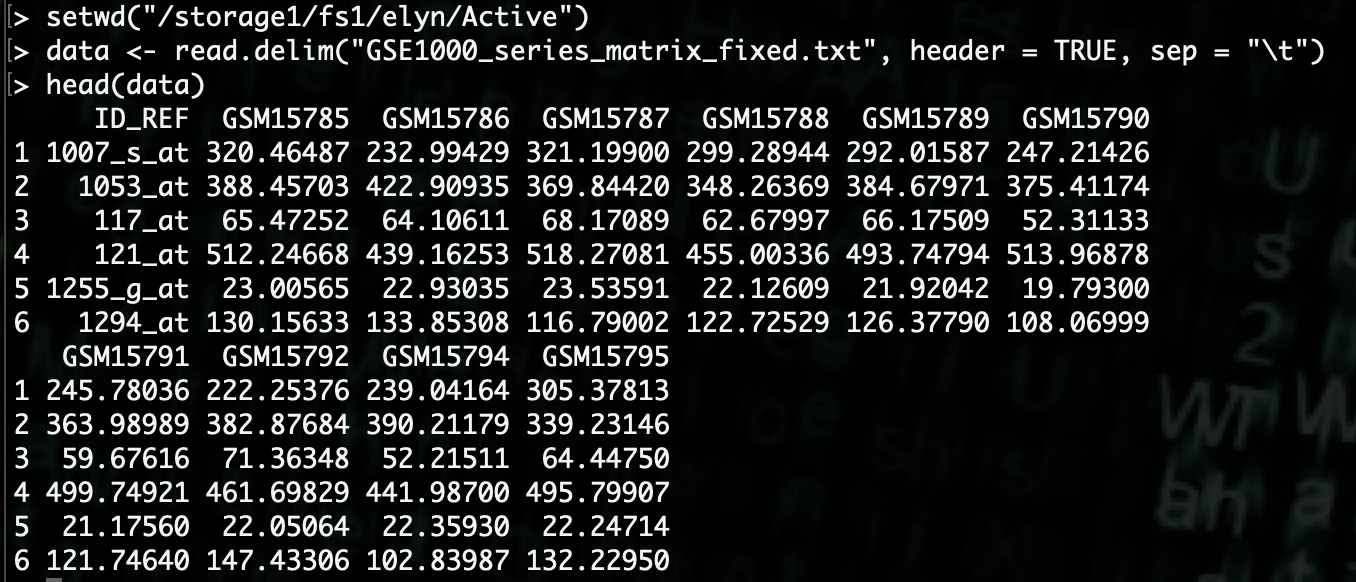 [> setwd("/storage1/fs1/elyn/Active")
[> data <- read.delim("GSE1000_series_matrix_fixed.txt", header = TRUE, sep = "\t")
[> head(data)
ID_REF GSM15785 GSM15786 GSM15787 GSM15788 GSM15789 GSM15790
1 1007_s_at 320.46487 232.99429 321.19900 299.28944 292.01587 247.21426
2 1053_at 388.45703 422.90935 369.84420 348.26369 384.67971 375.41174
3 117_at 65.47252 64.10611 68.17089 62.67997 66.17509 52.31133
4 121_at 512.24668 439.16253 518.27081 455.00336 493.74794 513.96878
5 1255_g_at 23.00565 22.93035 23.53591 22.12609 21.92042 19.79300
6 1294_at 130.15633 133.85308 116.79002 122.72529 126.37790 108.06999
GSM15791 GSM15792 GSM15794 GSM15795
1 245.78036 222.25376 239.04164 305.37813
2 363.98989 382.87684 390.21179 339.23146
3 59.67616 71.36348 52.21511 64.44750
4 499.74921 461.69829 441.98700 495.79907
5 21.17560 22.05064 22.35930 22.24714
6 121.74640 147.43306 102.83987 132.22950